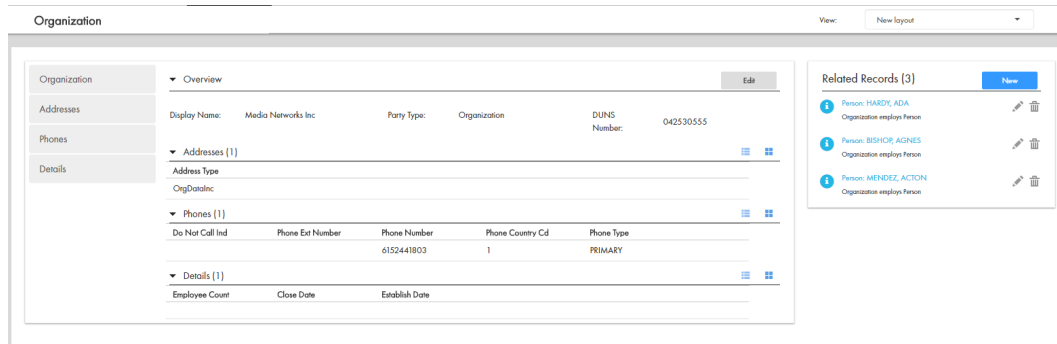 Organization
View: New layout
Organization
Addresses
Phones
Details
Overview Edit
Display Name: Media Networks Inc Party Type: Organization DUNS Number: 042530555
Addresses (1)
Address Type
OrgDataInc
Phones (1)
Do Not Call Ind Phone Ext Number Phone Number Phone Country Cd Phone Type
6152441803 1 PRIMARY
Details (1)
Employee Count Close Date Establish Date
Related Records (3) New
Person: HARDY, ADA
Organization employs Person
Person: BISHOP, AGNES
Organization employs Person
Person: MENDEZ, ACTON
Organization employs Person